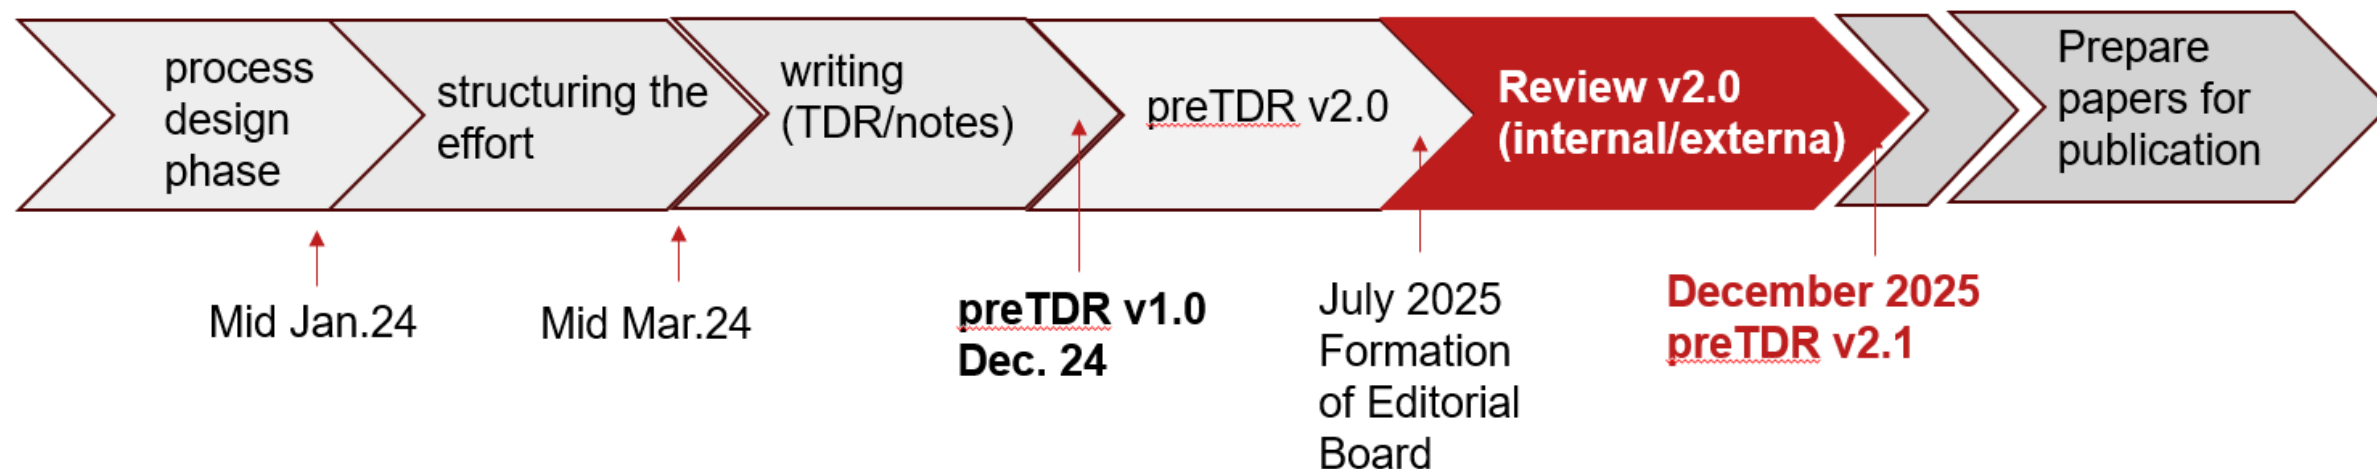 process
design
phase
structuring the
effort
writing
(TDR/notes)
preTDR v2.0
Review v2.0
(internal/externa)
Prepare
papers for
publication
Mid Jan.24
Mid Mar.24
preTDR v1.0
Dec. 24
July 2025
Formation
of Editorial
Board
December 2025
preTDR v2.1